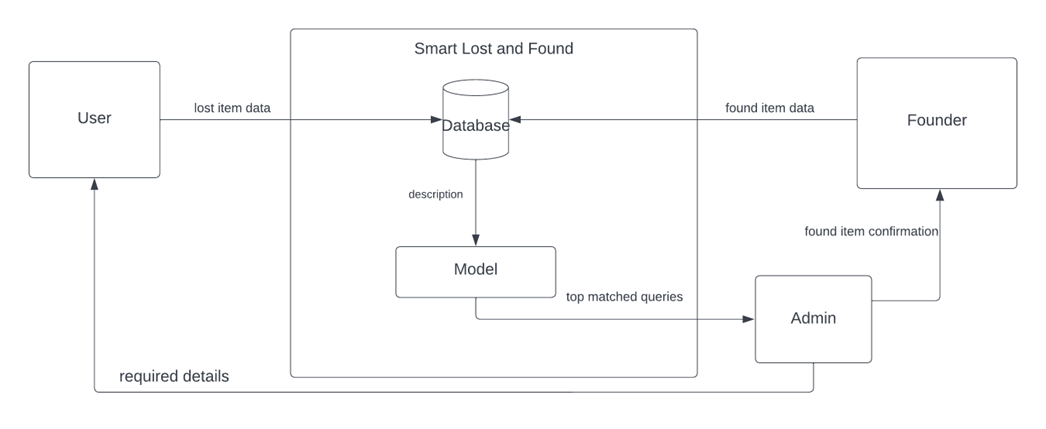 Smart Lost and Found
User
lost item data
Database
found item data
Founder
description
found item confirmation
Model
top matched queries
Admin
required details